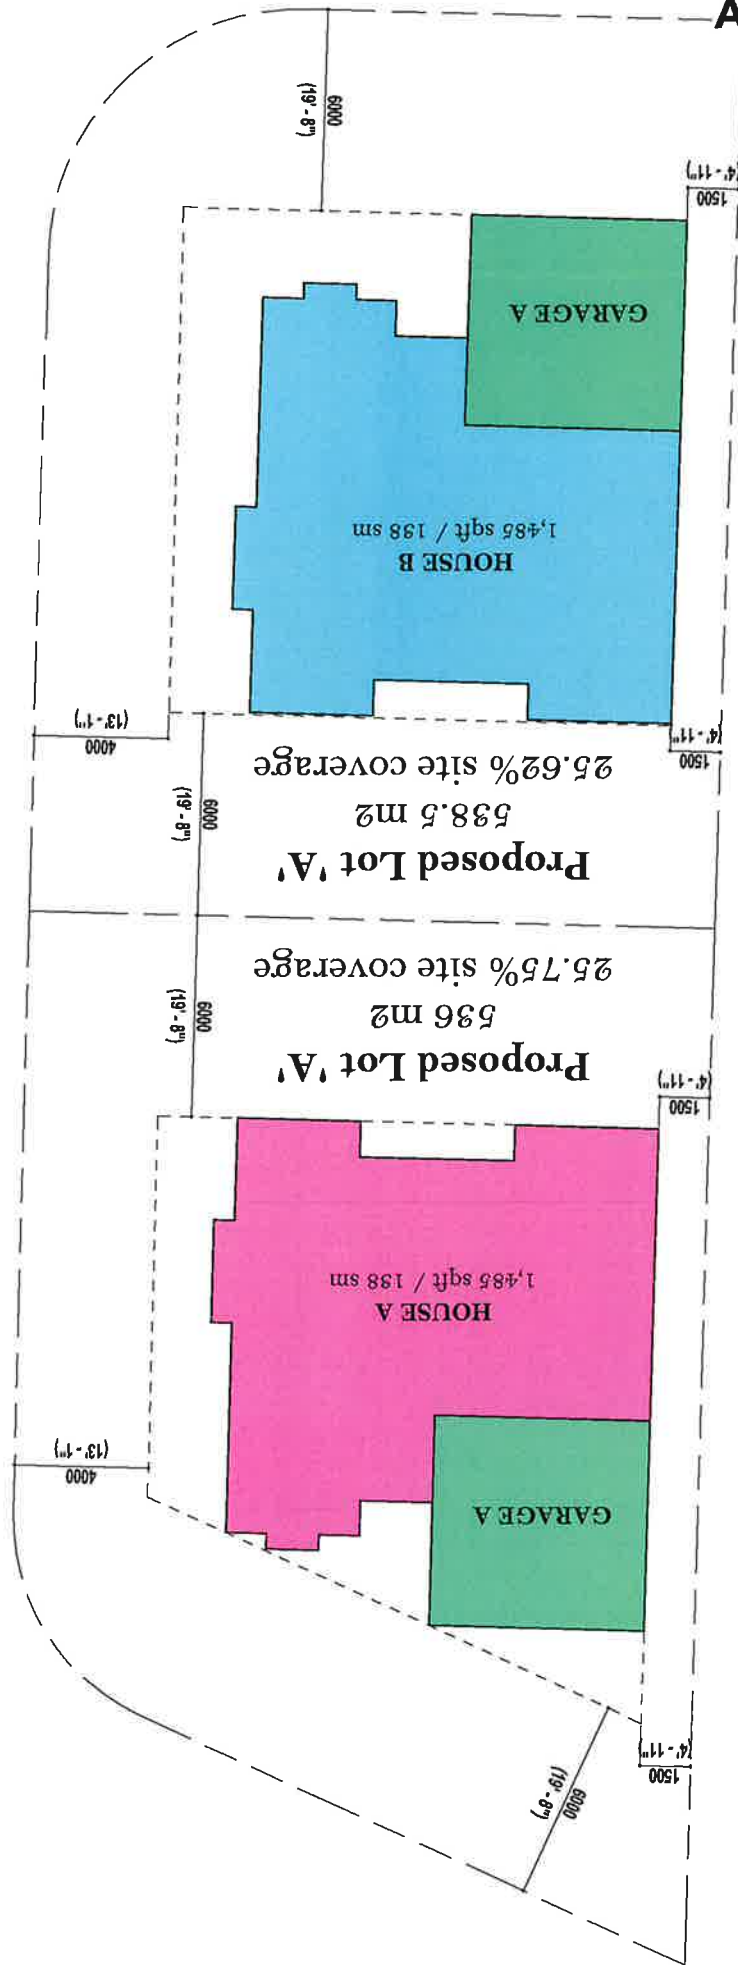 1500
(4'-11")
6000
(19'-8")
GARAGE A
4000
(13'-1")
HOUSE A
1,485 sqft / 138 sm
1500
(4'-11")
Proposed Lot 'A'
536 m2
25.75% site coverage
6000
(19'-8")
Proposed Lot 'A'
538.5 m2
25.62% site coverage
6000
(19'-8")
1500
(4'-11"
4000
(13'-1")
HOUSE B
1,485 sqft / 138 sm
GARAGE A
1500
(4'-11")
6000
(19'-8")
A